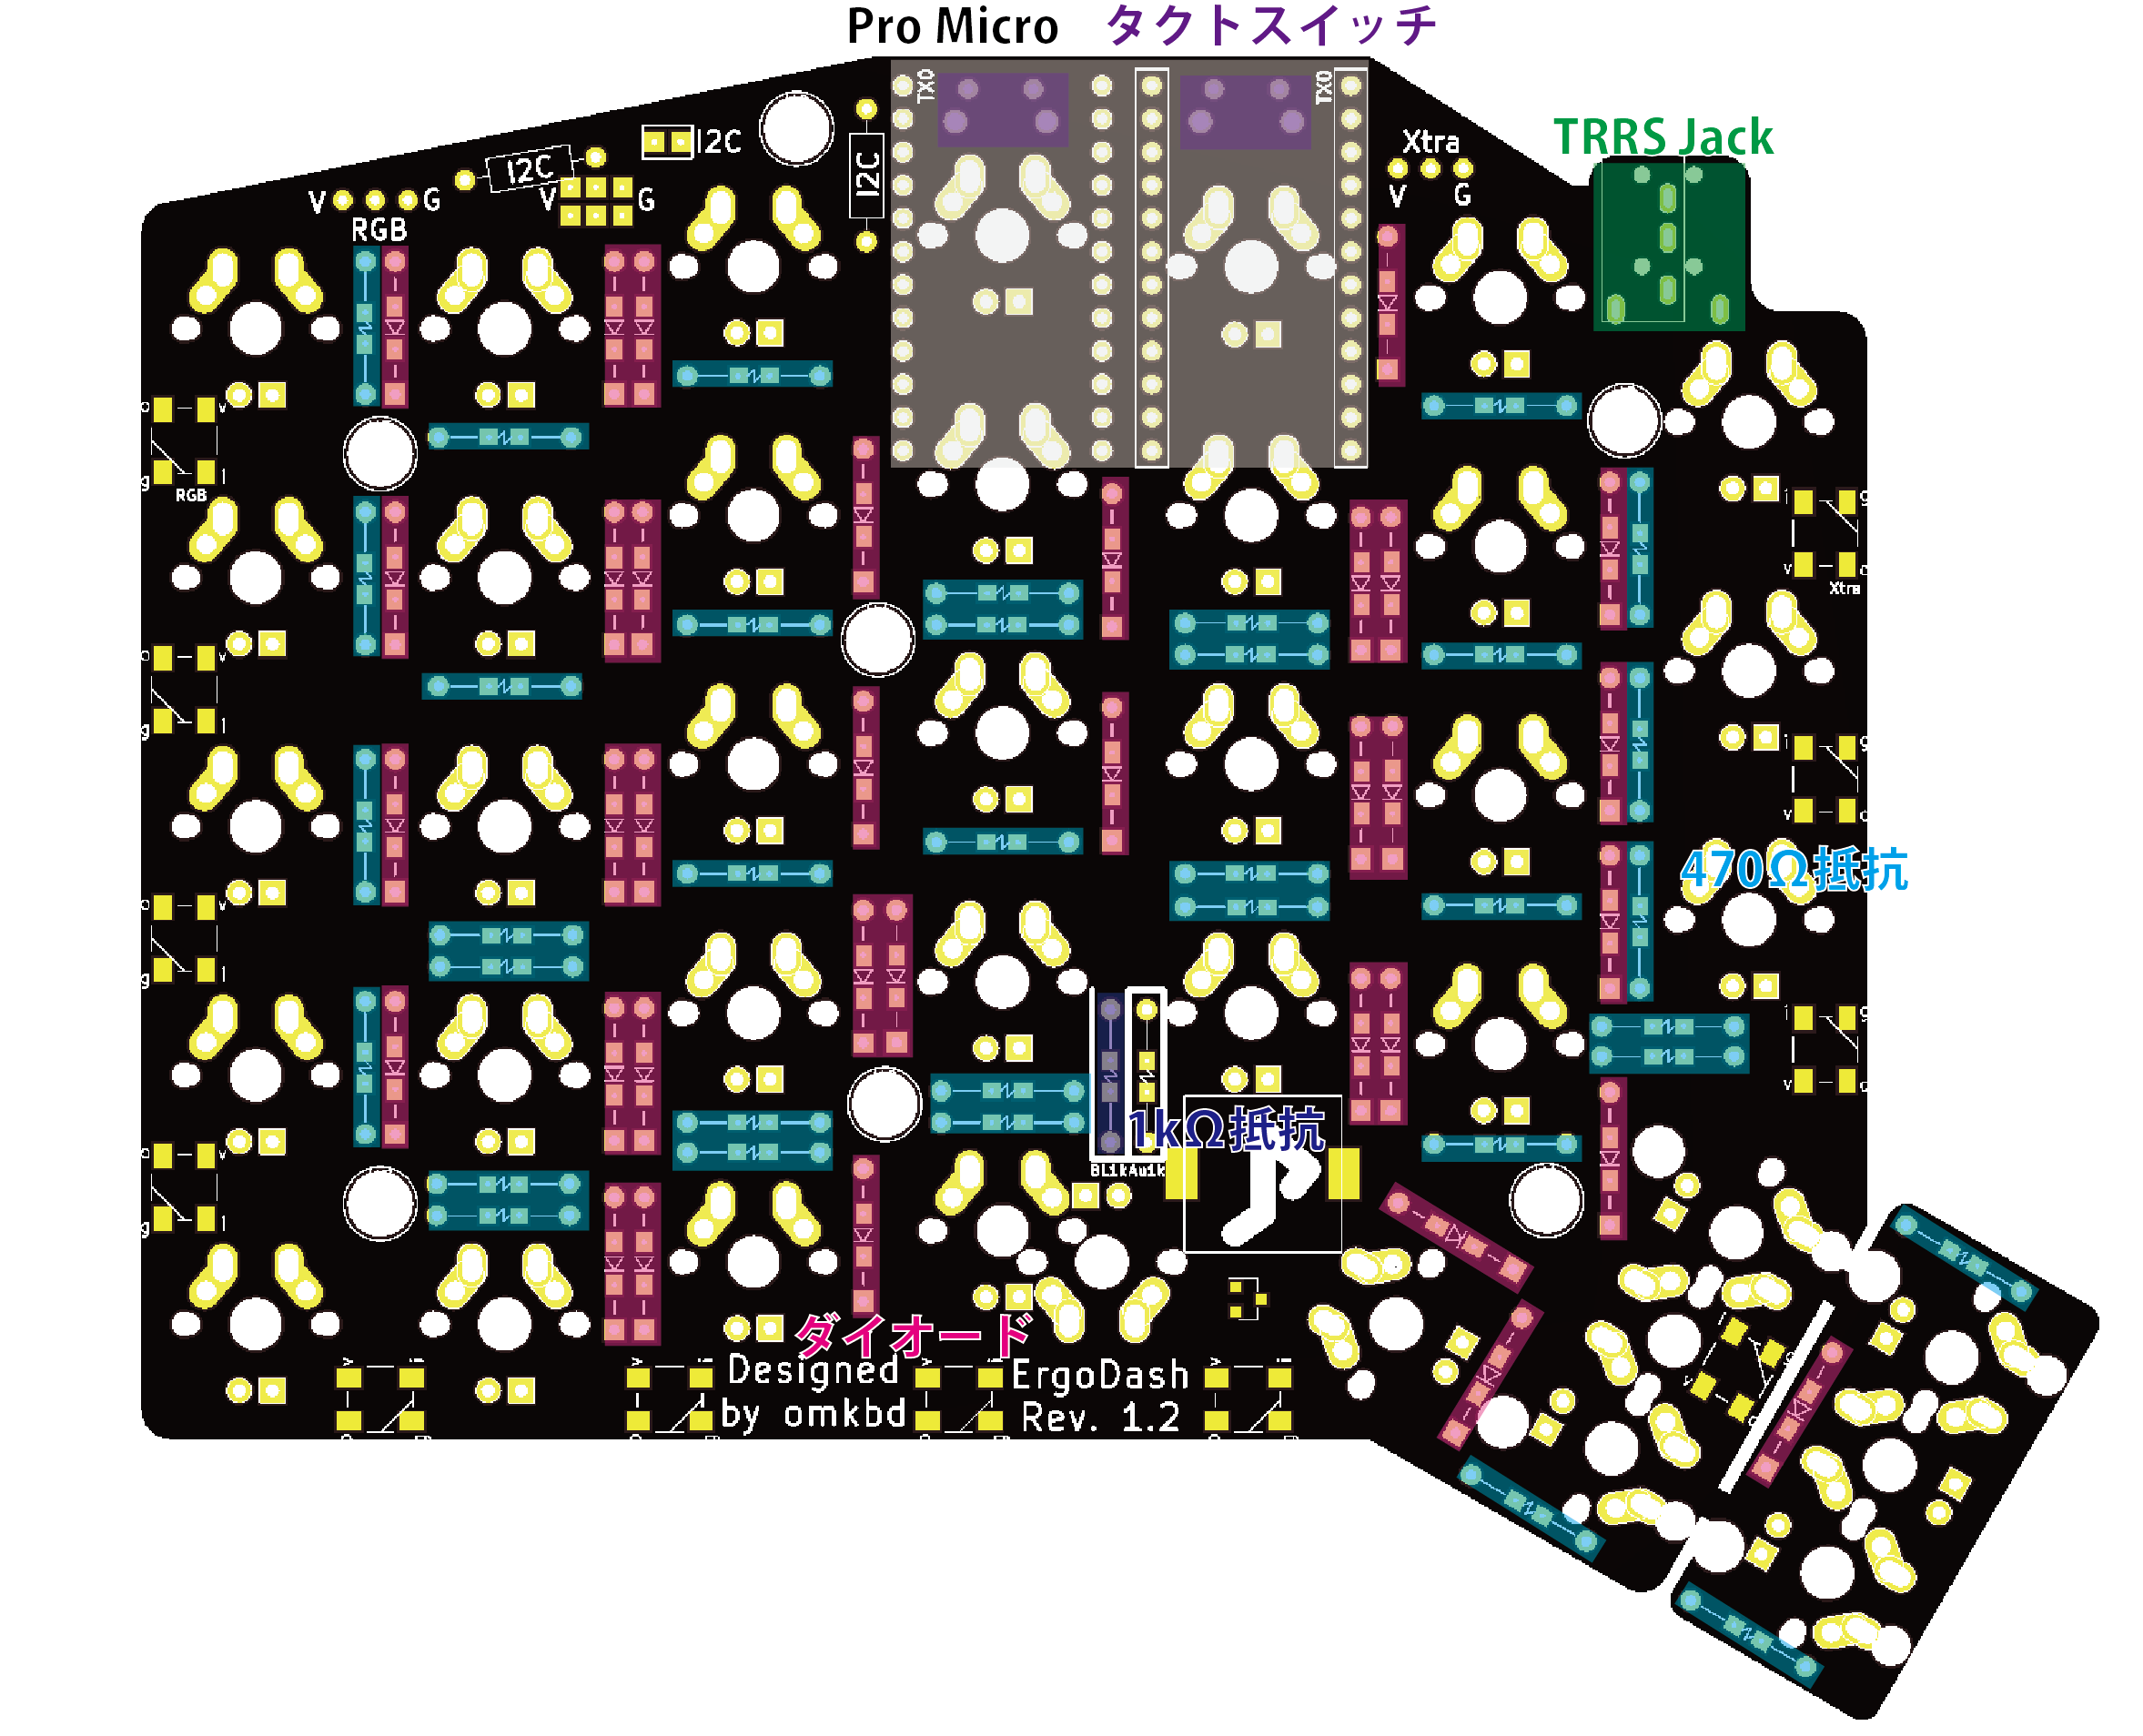 Pro Micro タクトスイッチ
TX0
TX0
TRRS Jack
I2C
I2C
I2C
Xtra
V G
V G
V G
RGB
RGB
Xtra
470Ω抵抗
1kΩ抵抗
BL1k Au1k
ダイオード
Designed
by omkbd
ErgoDash
Rev. 1.2